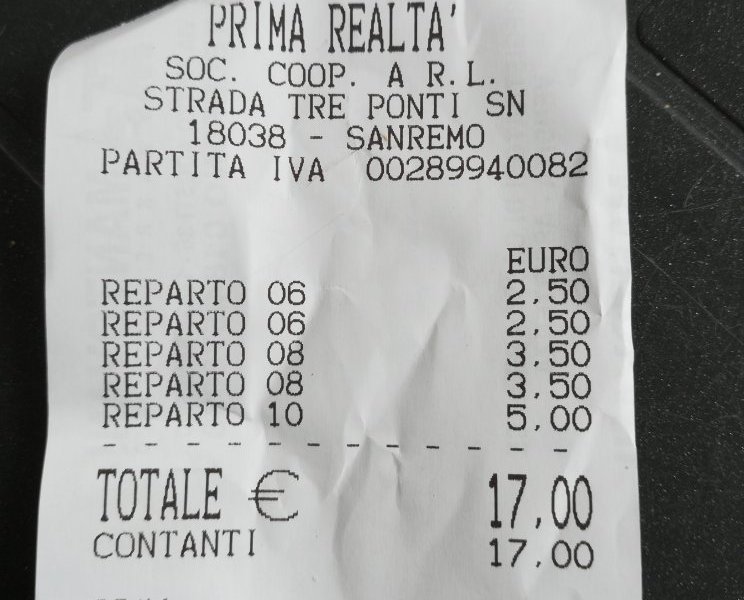 PRIMA REALTA'
SOC. COOP. A R.L.
STRADA TRE PONTI SN
18038 - SANREMO
PARTITA IVA 00289940082
EURO
REPARTO 06 2,50
REPARTO 06 2,50
REPARTO 08 3,50
REPARTO 08 3,50
REPARTO 10 5,00
TOTALE € 17,00
CONTANTI 17,00